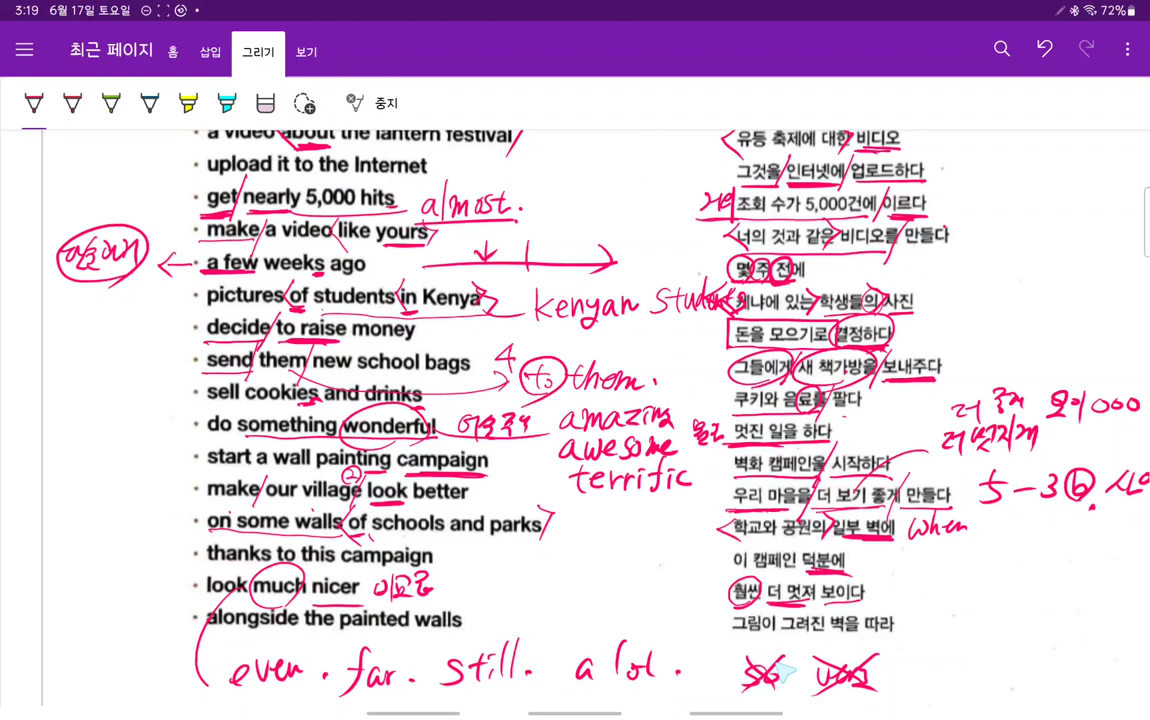 3:19 6월 17일 토요일 72%
최근 페이지 홈 삽입 그리기 보기
중지
a video about the lantern festival 유등 축제에 대한 비디오
upload it to the Internet 그것을 인터넷에 업로드하다
get nearly 5,000 hits almost. 거의 조회 수가 5,000건에 이르다
make a video like yours 너의 것과 같은 비디오를 만들다
a few weeks ago 몇 주 전에
pictures of students in Kenya Kenyan students 케냐에 있는 학생들의 사진
decide to raise money 돈을 모으기로 결정하다
send them new school bags 4 to them. 그들에게 새 책가방을 보내주다
sell cookies and drinks 쿠키와 음료를 팔다
do something wonderful amazing awesome terrific 멋진 일을 하다
start a wall painting campaign 벽화 캠페인을 시작하다
make our village look better 우리 마을을 더 보기 좋게 만들다
on some walls of schools and parks 학교와 공원의 일부 벽에 when
thanks to this campaign 이 캠페인 덕분에
look much nicer 훨씬 더 멋져 보이다
alongside the painted walls 그림이 그려진 벽을 따라
even. far. still. a lot.